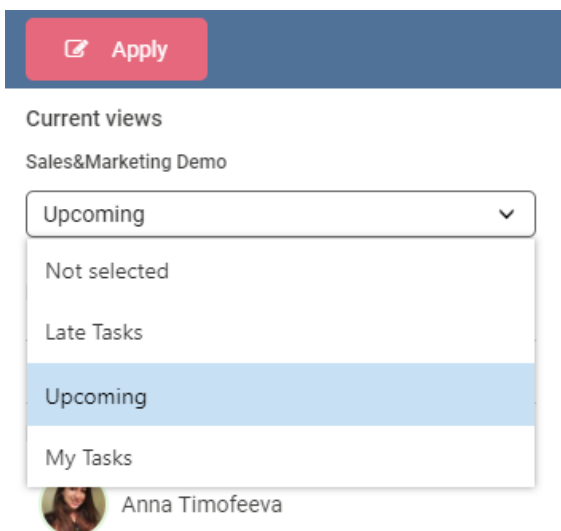 Apply
Current views
Sales&Marketing Demo
Upcoming
Not selected
Late Tasks
Upcoming
My Tasks
Anna Timofeeva